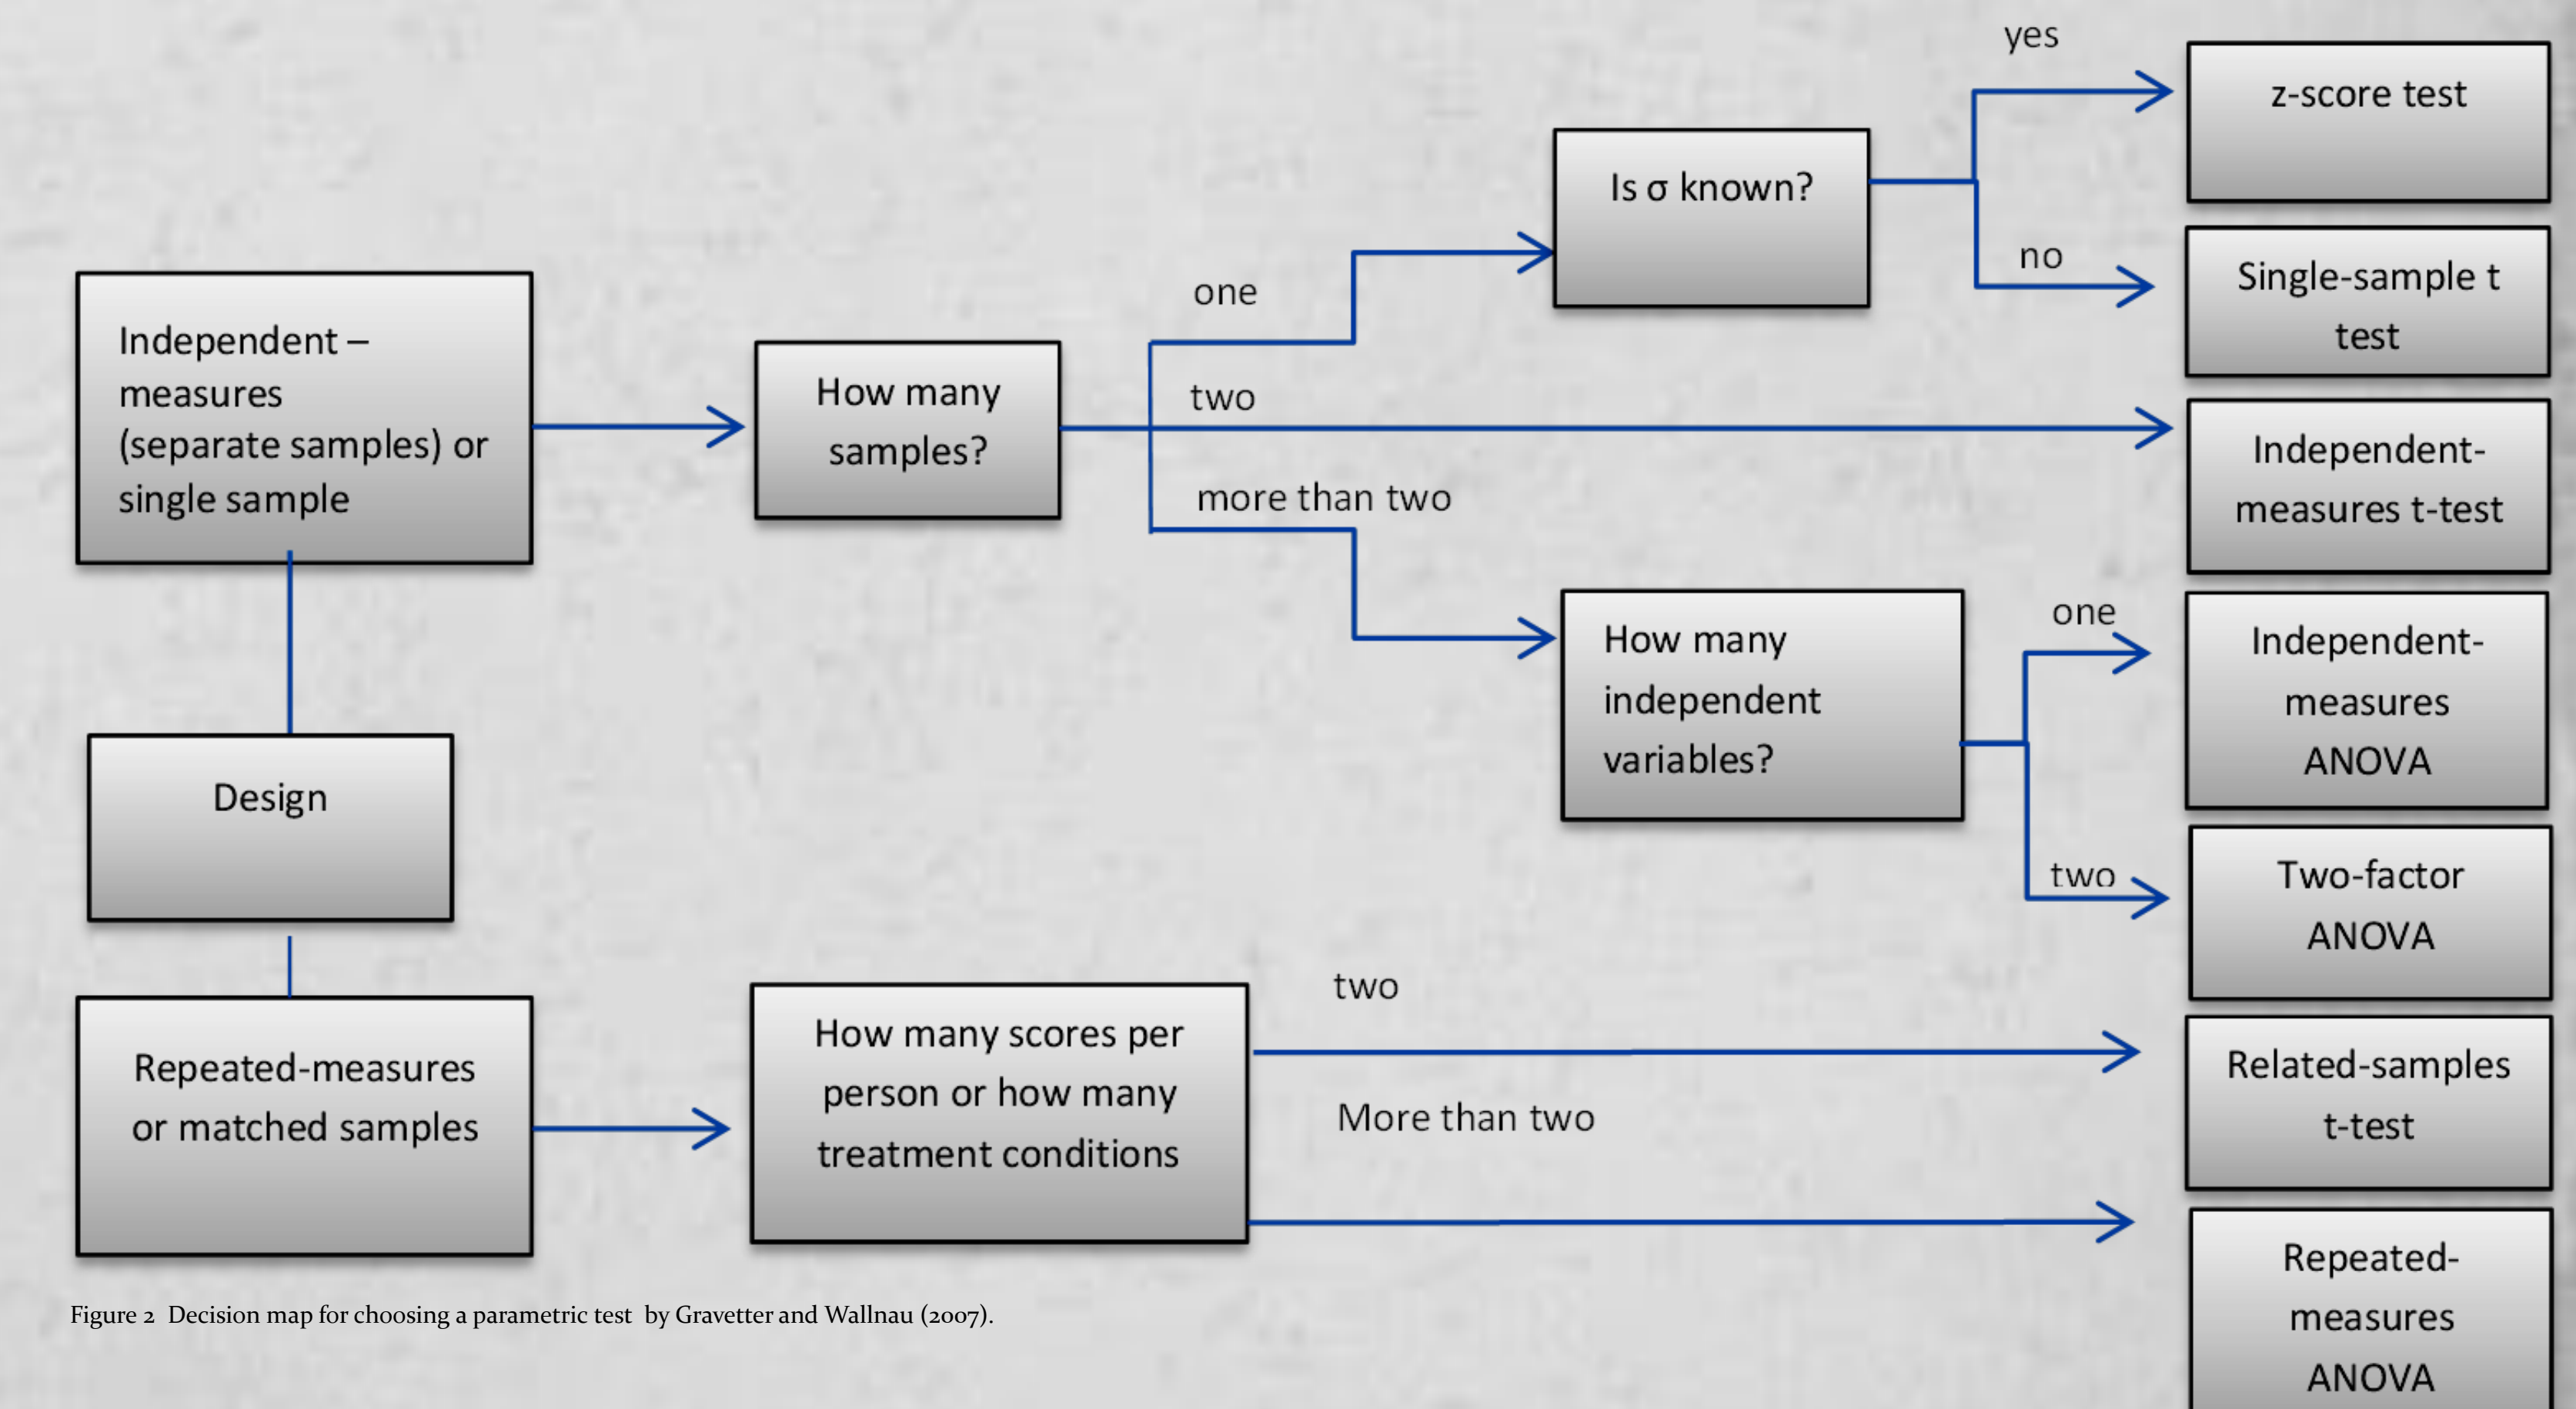 yes
z-score test
Is σ known?
no
Single-sample t
test
Independent –
measures
(separate samples) or
single sample
How many
samples?
one
two
more than two
Independent-
measures t-test
How many
independent
variables?
one
Independent-
measures
ANOVA
two
Two-factor
ANOVA
Design
Repeated-measures
or matched samples
How many scores per
person or how many
treatment conditions
two
More than two
Related-samples
t-test
Repeated-
measures
ANOVA
Figure 2  Decision map for choosing a parametric test  by Gravetter and Wallnau (2007).